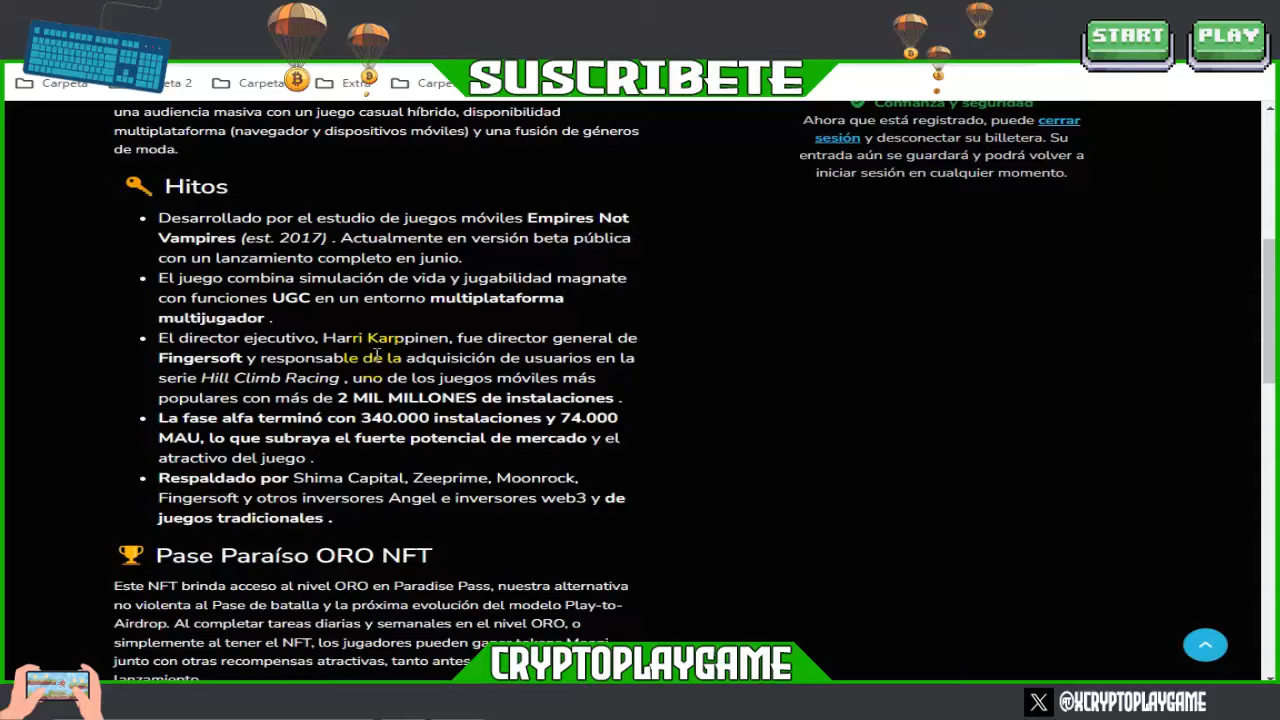 START PLAY
SUSCRIBETE
Carpeta
eta 2
Carpeta
Extra
Carpe
una audiencia masiva con un juego casual híbrido, disponibilidad
multiplataforma (navegador y dispositivos móviles) y una fusión de géneros
de moda.
Hitos
• Desarrollado por el estudio de juegos móviles Empires Not
Vampires (est. 2017) . Actualmente en versión beta pública
con un lanzamiento completo en junio.
• El juego combina simulación de vida y jugabilidad magnate
con funciones UGC en un entorno multiplataforma
multijugador .
• El director ejecutivo, Harri Karppinen, fue director general de
Fingersoft y responsable de la adquisición de usuarios en la
serie Hill Climb Racing , uno de los juegos móviles más
populares con más de 2 MIL MILLONES de instalaciones .
• La fase alfa terminó con 340.000 instalaciones y 74.000
MAU, lo que subraya el fuerte potencial de mercado y el
atractivo del juego .
• Respaldado por Shima Capital, Zeeprime, Moonrock,
Fingersoft y otros inversores Angel e inversores web3 y de
juegos tradicionales .
Pase Paraíso ORO NFT
Este NFT brinda acceso al nivel ORO en Paradise Pass, nuestra alternativa
no violenta al Pase de batalla y la próxima evolución del modelo Play-to-
Airdrop. Al completar tareas diarias y semanales en el nivel ORO, o
simplemente al tener el NFT, los jugadores pueden
junto con otras recompensas atractivas, tanto antes
lanzamiento
Confianza y seguridad
Ahora que está registrado, puede cerrar
sesión y desconectar su billetera. Su
entrada aún se guardará y podrá volver a
iniciar sesión en cualquier momento.
CRYPTOPLAYGAME
@XCRYPTOPLAYGAME